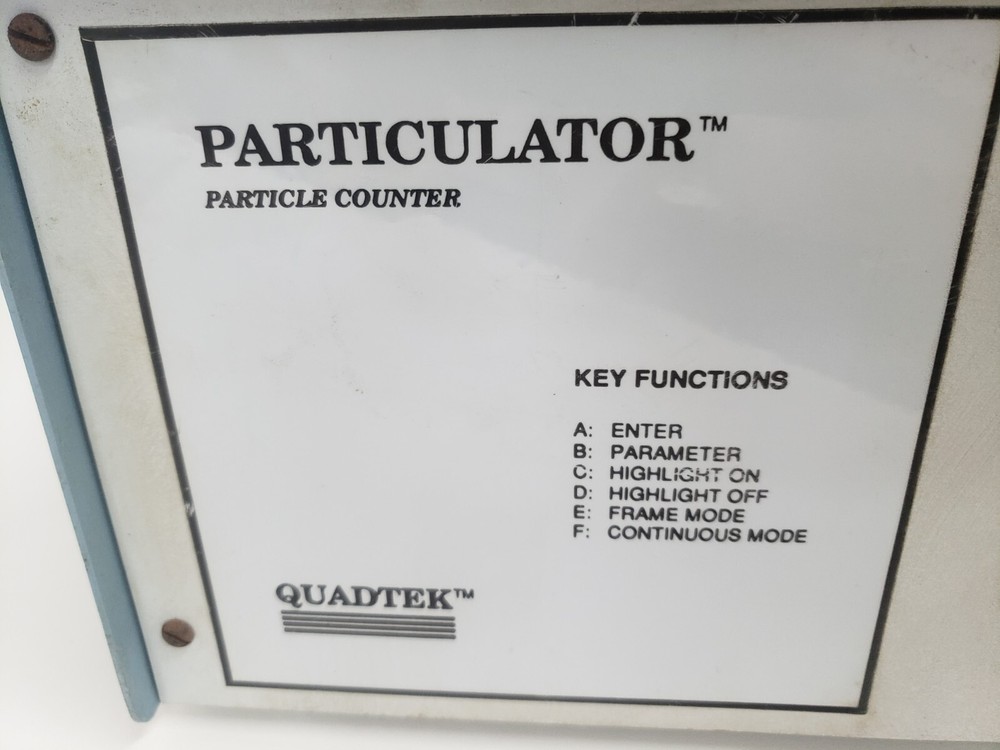 PARTICULATOR™
PARTICLE COUNTER
KEY FUNCTIONS
A: ENTER
B: PARAMETER
C: HIGHLIGHT ON
D: HIGHLIGHT OFF
E: FRAME MODE
F: CONTINUOUS MODE
QUADTEK™